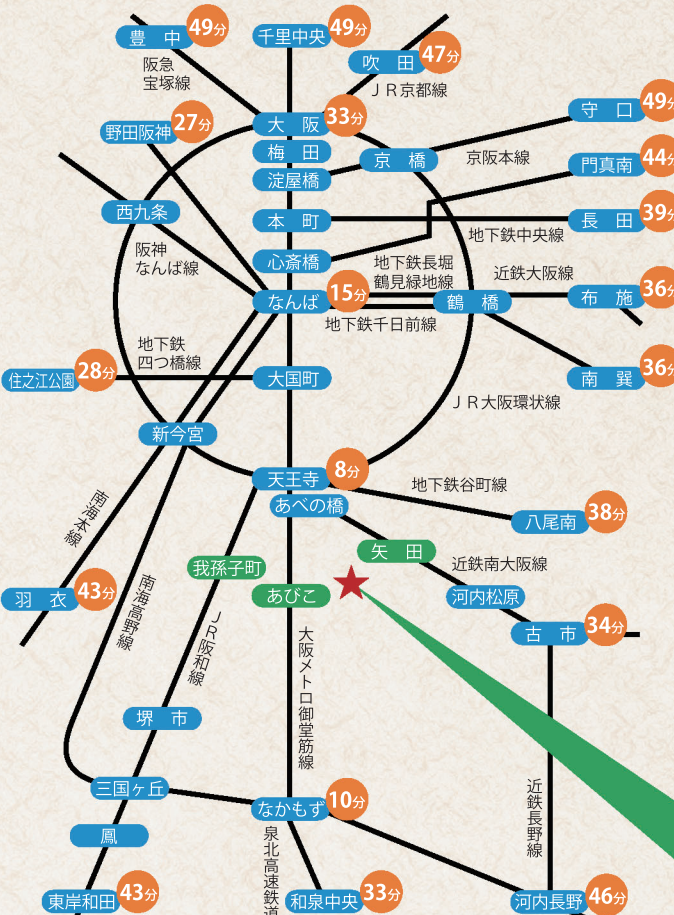 豊中
49分
千里中央
49分
吹田
47分
阪急
宝塚線
JR京都線
守口
49分
大阪
33分
野田阪神
27分
梅田
京橋
京阪本線
門真南
44分
淀屋橋
西九条
本町
長田
39分
地下鉄中央線
阪神
なんば線
心斎橋
地下鉄長堀
鶴見緑地線
近鉄大阪線
なんば
15分
鶴橋
布施
36分
地下鉄千日前線
地下鉄
四つ橋線
住之江公園
28分
大国町
南巽
36分
JR大阪環状線
新今宮
天王寺
8分
地下鉄谷町線
あべの橋
八尾南
38分
南海本線
矢田
近鉄南大阪線
我孫子町
あびこ
羽衣
43分
河内松原
南海高野線
古市
34分
JR阪和線
大阪メトロ御堂筋線
堺市
三国ヶ丘
なかもず
10分
近鉄長野線
鳳
泉北高速鉄道
東岸和田
43分
和泉中央
33分
河内長野
46分